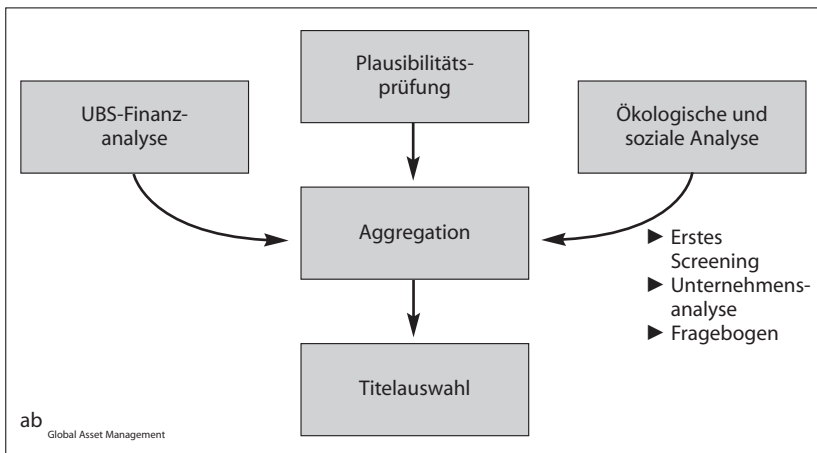 Plausibilitäts-
prüfung
UBS-Finanz-
analyse
Ökologische und
soziale Analyse
Aggregation
▶ Erstes
Screening
▶ Unternehmens-
analyse
▶ Fragebogen
Titelauswahl
ab
Global Asset Management